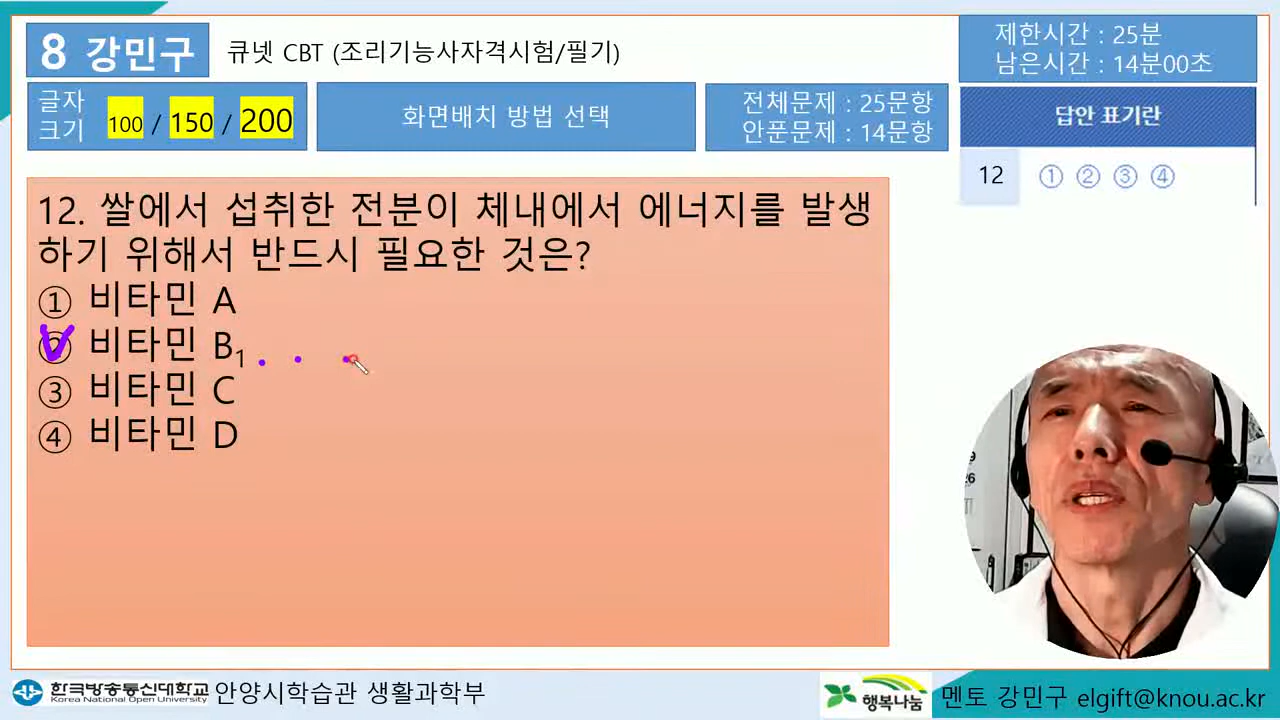 8 강민구
큐넷 CBT (조리기능사자격시험/필기)
제한시간 : 25분
남은시간 : 14분00초
글자
크기
100 / 150 / 200
화면배치 방법 선택
전체문제 : 25문항
안푼문제 : 14문항
답안 표기란
12 ① ② ③ ④
12. 쌀에서 섭취한 전분이 체내에서 에너지를 발생
하기 위해서 반드시 필요한 것은?
① 비타민 A
② 비타민 B₁
③ 비타민 C
④ 비타민 D
한국방송통신대학교
Korea National Open University
안양시학습관 생활과학부
행복나눔
멘토 강민구 elgift@knou.ac.kr